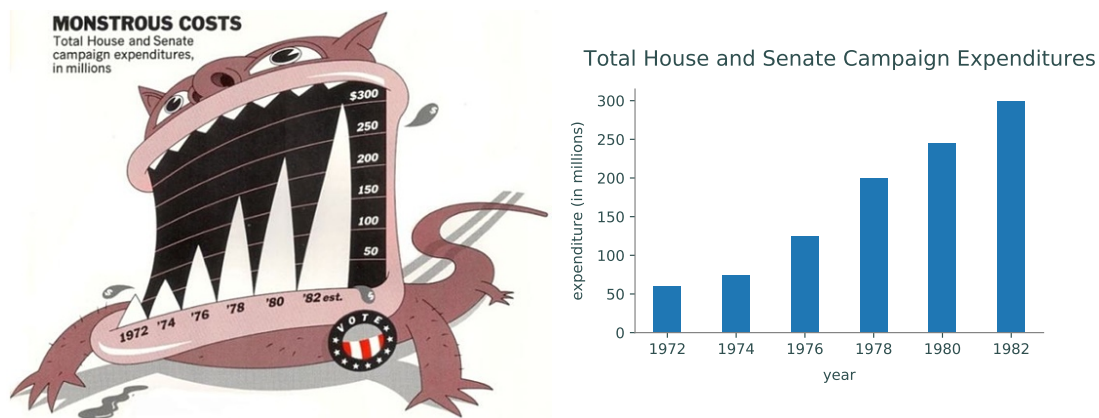 MONSTROUS COSTS
Total House and Senate
campaign expenditures,
in millions
$300
250
200
150
100
50
1972 '74 '76 '78 '80 '82 est.
$
$
VOTE
Total House and Senate Campaign Expenditures
expenditure (in millions)
300
250
200
150
100
50
0
1972 1974 1976 1978 1980 1982
year